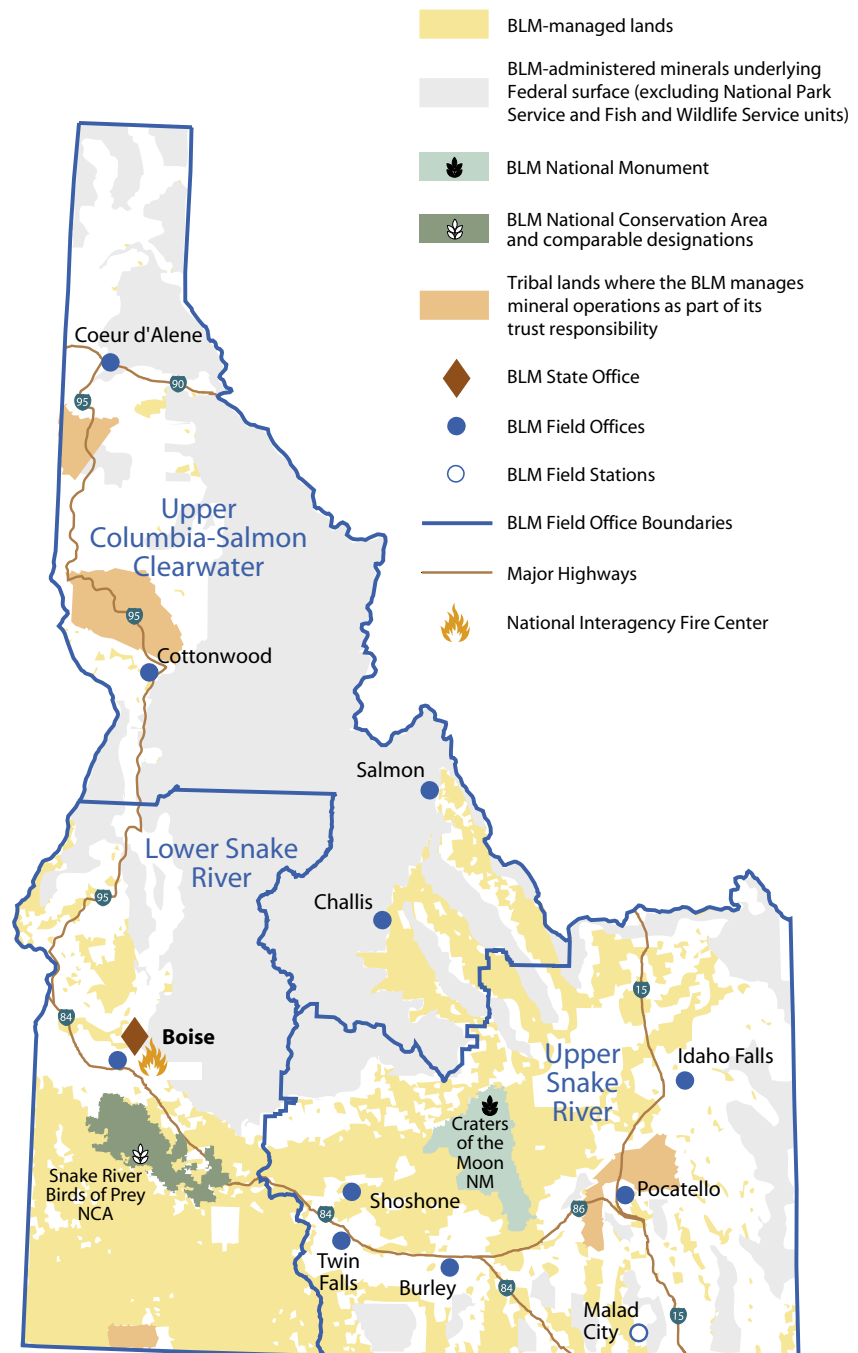 BLM-managed lands
BLM-administered minerals underlying
Federal surface (excluding National Park
Service and Fish and Wildlife Service units)
BLM National Monument
BLM National Conservation Area
and comparable designations
Tribal lands where the BLM manages
mineral operations as part of its
trust responsibility
BLM State Office
BLM Field Offices
BLM Field Stations
BLM Field Office Boundaries
Major Highways
National Interagency Fire Center
Coeur d'Alene
90
95
Upper
Columbia-Salmon
Clearwater
95
Cottonwood
Salmon
Lower Snake
River
Challis
95
15
84
Boise
Upper
Snake
River
Idaho Falls
Craters
of the
Moon
NM
Snake River
Birds of Prey
NCA
Shoshone
Pocatello
84
86
Twin
Falls
Burley
84
Malad
City
15